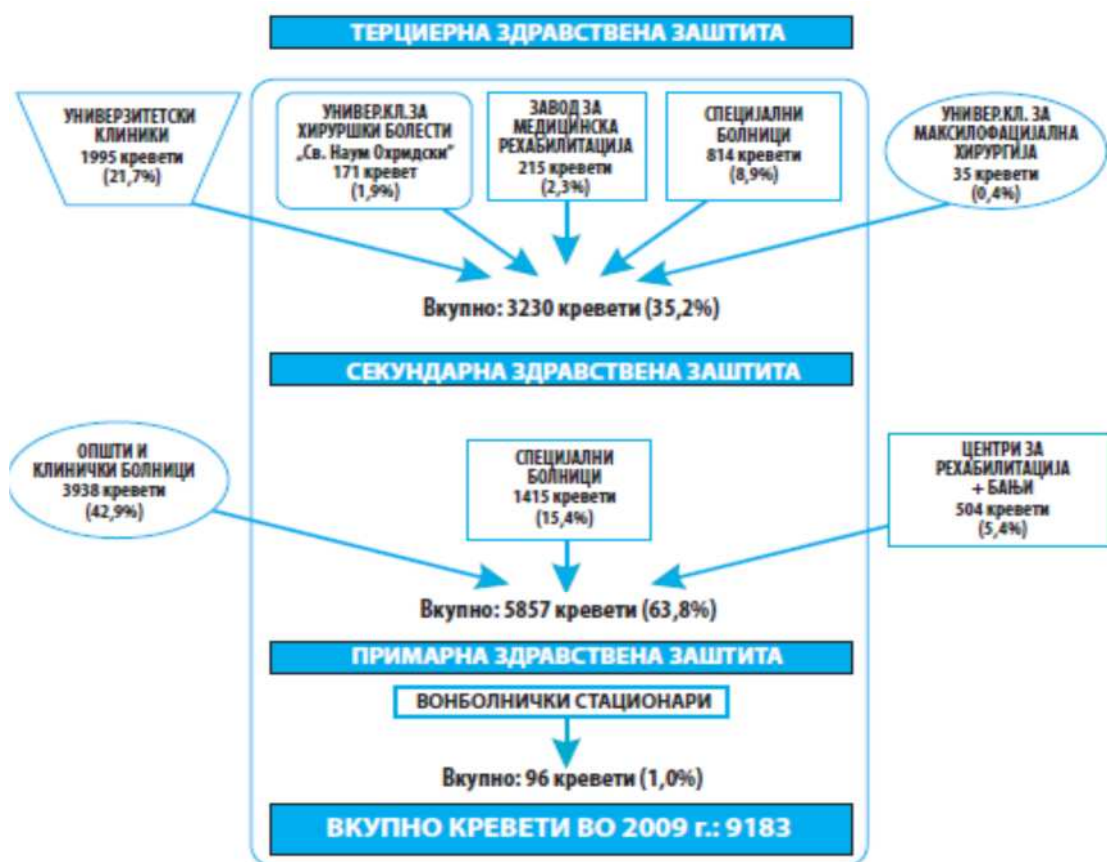 ТЕРЦИЕРНА ЗДРАВСТВЕНА ЗАШТИТА
УНИВЕРЗИТЕТСКИ
КЛИНИКИ
1995 кревети
(21,7%)
УНИВЕР.КЛ.ЗА
ХИРУРШКИ БОЛЕСТИ
„Св. Наум Охридски“
171 кревет
(1,9%)
ЗАВОД ЗА
МЕДИЦИНСКА
РЕХАБИЛИТАЦИЈА
215 кревети
(2,3%)
СПЕЦИЈАЛНИ
БОЛНИЦИ
814 кревети
(8,9%)
УНИВЕР.КЛ. ЗА
МАКСИЛОФАЦИЈАЛНА
ХИРУРГИЈА
35 кревети
(0,4%)
Вкупно: 3230 кревети (35,2%)
СЕКУНДАРНА ЗДРАВСТВЕНА ЗАШТИТА
ОПШТИ И
КЛИНИЧКИ БОЛНИЦИ
3938 кревети
(42,9%)
СПЕЦИЈАЛНИ
БОЛНИЦИ
1415 кревети
(15,4%)
ЦЕНТРИ ЗА
РЕХАБИЛИТАЦИЈА
+ БАЊИ
504 кревети
(5,4%)
Вкупно: 5857 кревети (63,8%)
ПРИМАРНА ЗДРАВСТВЕНА ЗАШТИТА
ВОНБОЛНИЧКИ СТАЦИОНАРИ
Вкупно: 96 кревети (1,0%)
ВКУПНО КРЕВЕТИ ВО 2009 г.: 9183